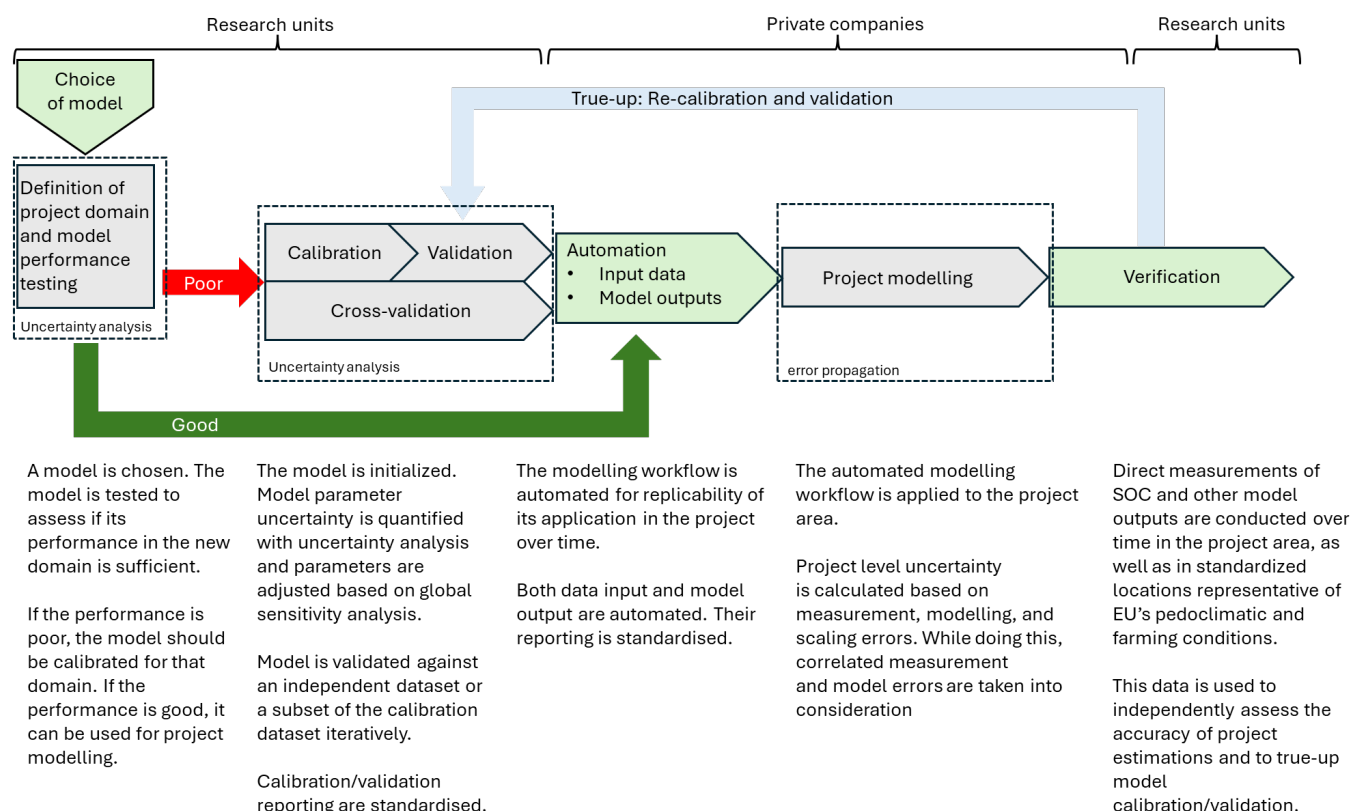 Research units
Private companies
Research units
Choice
of model
True-up: Re-calibration and validation
Definition of
project domain
and model
performance
testing
Uncertainty analysis
Poor
Calibration
Validation
Cross-validation
Uncertainty analysis
Automation
• Input data
• Model outputs
Project modelling
error propagation
Verification
Good
A model is chosen. The
model is tested to
assess if its
performance in the new
domain is sufficient.
If the performance is
poor, the model should
be calibrated for that
domain. If the
performance is good, it
can be used for project
modelling.
The model is initialized.
Model parameter
uncertainty is quantified
with uncertainty analysis
and parameters are
adjusted based on global
sensitivity analysis.
Model is validated against
an independent dataset or
a subset of the calibration
dataset iteratively.
Calibration/validation
reporting are standardised.
The modelling workflow is
automated for replicability of
its application in the project
over time.
Both data input and model
output are automated. Their
reporting is standardised.
The automated modelling
workflow is applied to the project
area.
Project level uncertainty
is calculated based on
measurement, modelling, and
scaling errors. While doing this,
correlated measurement
and model errors are taken into
consideration
Direct measurements of
SOC and other model
outputs are conducted over
time in the project area, as
well as in standardized
locations representative of
EU's pedoclimatic and
farming conditions.
This data is used to
independently assess the
accuracy of project
estimations and to true-up
model
calibration/validation.